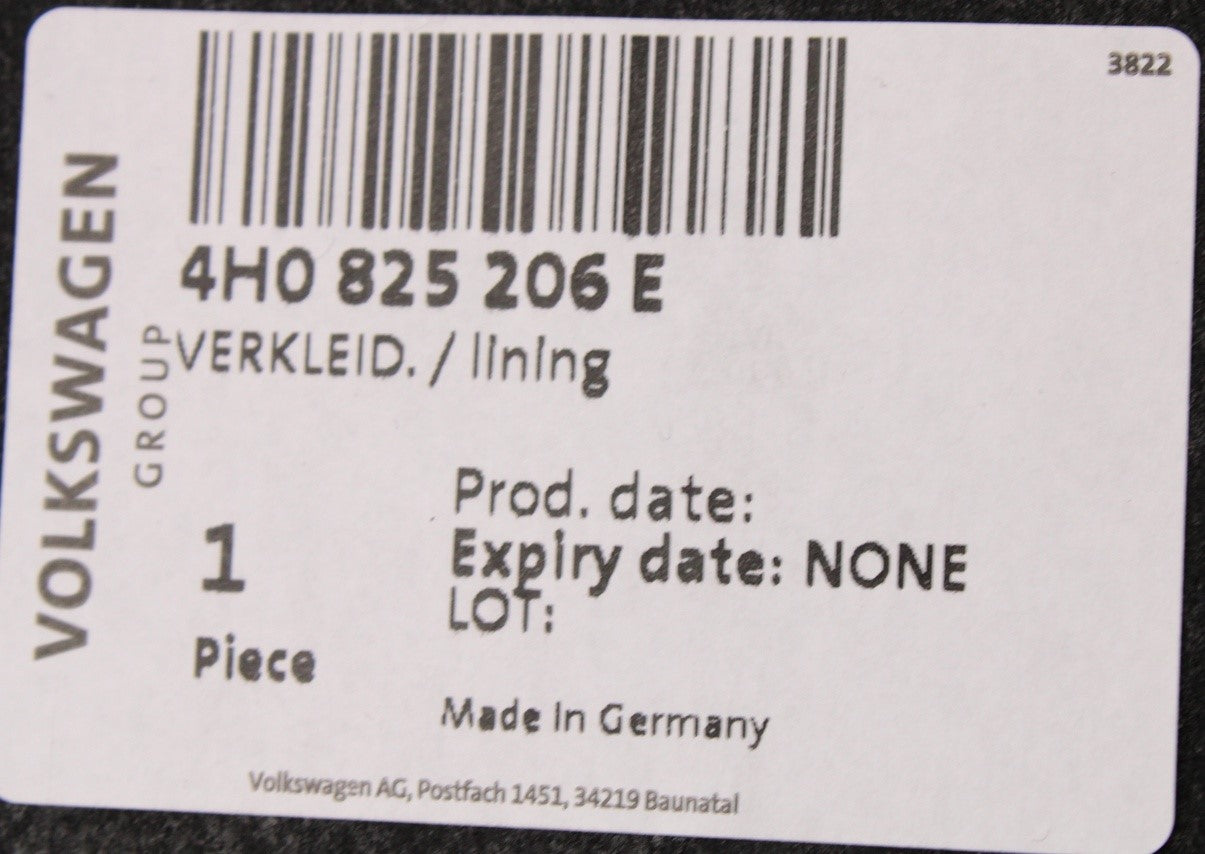 3822
VOLKSWAGEN
GROUP
4H0 825 206 E
VERKLEID. / lining
Prod. date:
Expiry date: NONE
LOT:
1
Piece
Made in Germany
Volkswagen AG, Postfach 1451, 34219 Baunatal